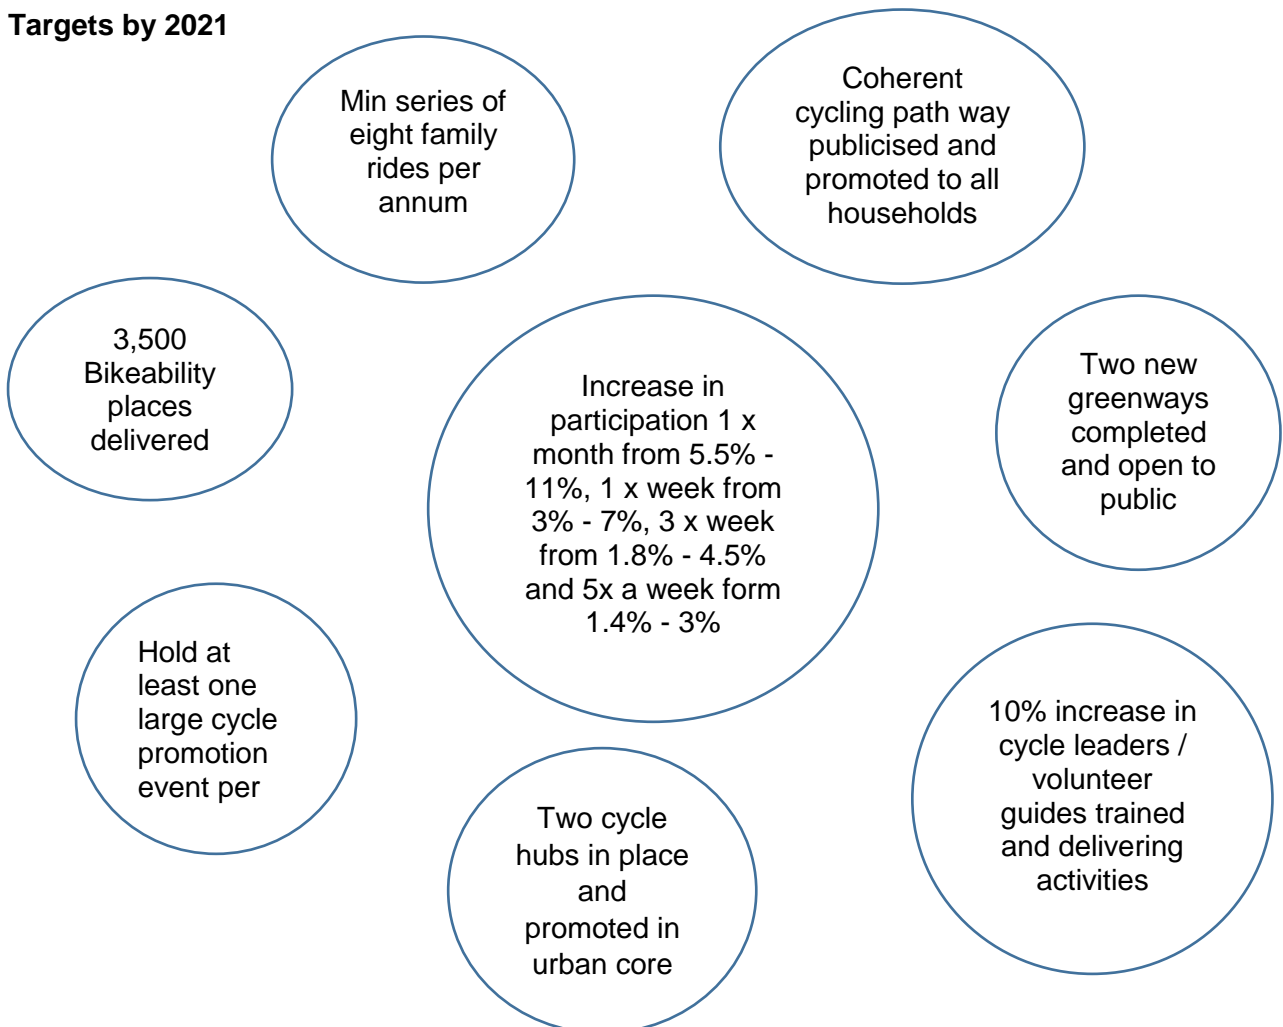 Targets by 2021
Min series of
eight family
rides per
annum
Coherent
cycling path way
publicised and
promoted to all
households
3,500
Bikeability
places
delivered
Increase in
participation 1 x
month from 5.5% -
11%, 1 x week from
3% - 7%, 3 x week
from 1.8% - 4.5%
and 5x a week form
1.4% - 3%
Two new
greenways
completed
and open to
public
Hold at
least one
large cycle
promotion
event per
Two cycle
hubs in place
and
promoted in
urban core
10% increase in
cycle leaders /
volunteer
guides trained
and delivering
activities